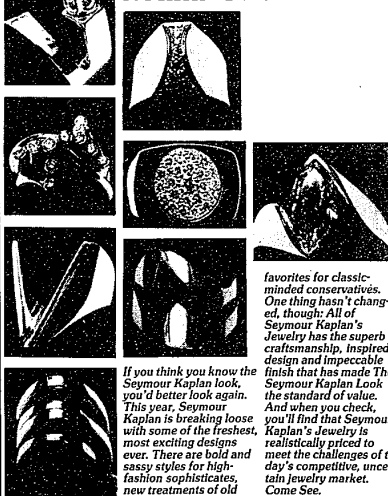 If you think you know the
Seymour Kaplan look,
you'd better look again.
This year, Seymour
Kaplan is breaking loose
with some of the freshest,
most exciting designs
ever. There are bold and
sassy styles for high-
fashion sophisticates,
new treatments of old
favorites for classic-
minded conservatives.
One thing hasn't chang-
ed, though: All of
Seymour Kaplan's
Jewelry has the superb
craftsmanship, inspired
design and impeccable
finish that has made Th
Seymour Kaplan Look
the standard of value.
And when you check,
you'll find that Seymou
Kaplan's Jewelry is
realistically priced to
meet the challenges of t
day's competitive, unce
tain jewelry market.
Come See